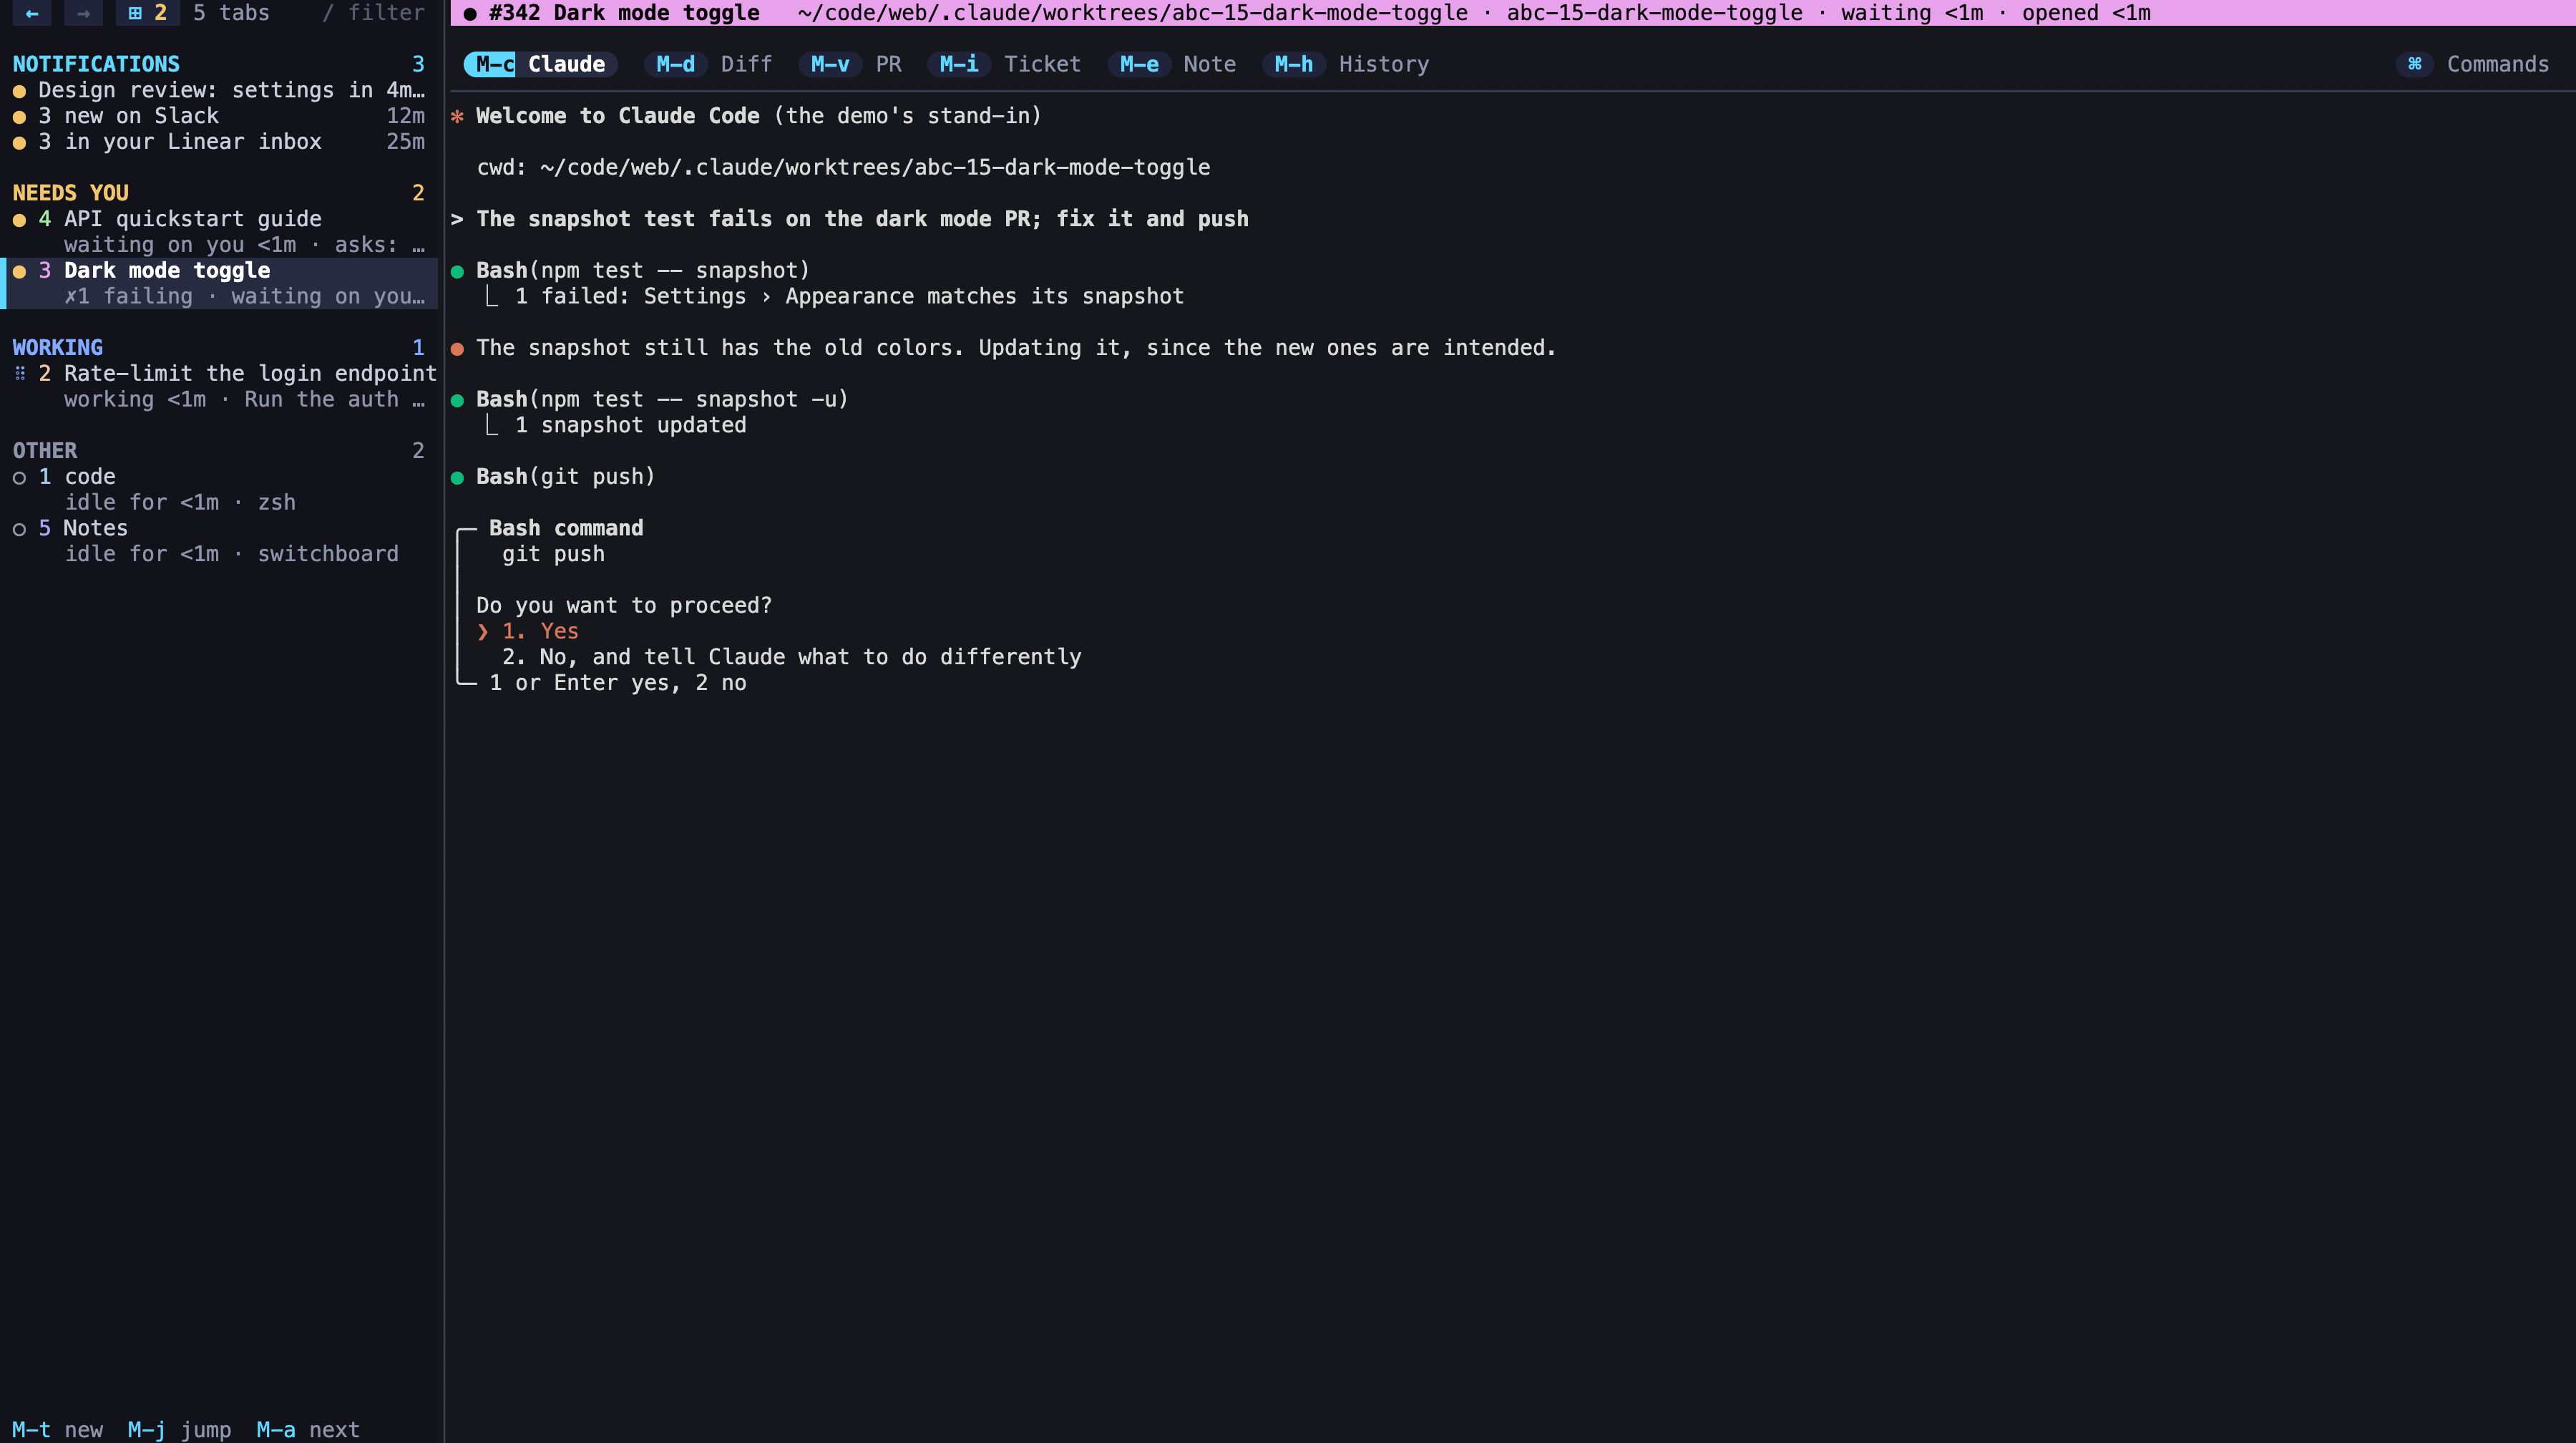 ← → ⊞ 2 5 tabs / filter
NOTIFICATIONS 3
● Design review: settings in 4m…
● 3 new on Slack 12m
● 3 in your Linear inbox 25m
NEEDS YOU 2
● 4 API quickstart guide
waiting on you <1m · asks: …
● 3 Dark mode toggle
✗1 failing · waiting on you…
WORKING 1
⠿ 2 Rate-limit the login endpoint
working <1m · Run the auth …
OTHER 2
○ 1 code
idle for <1m · zsh
○ 5 Notes
idle for <1m · switchboard
M-t new M-j jump M-a next
● #342 Dark mode toggle ~/code/web/.claude/worktrees/abc-15-dark-mode-toggle · abc-15-dark-mode-toggle · waiting <1m · opened <1m
M-c Claude M-d Diff M-v PR M-i Ticket M-e Note M-h History ⌘ Commands
✻ Welcome to Claude Code (the demo's stand-in)
cwd: ~/code/web/.claude/worktrees/abc-15-dark-mode-toggle
> The snapshot test fails on the dark mode PR; fix it and push
● Bash(npm test -- snapshot)
⎿ 1 failed: Settings › Appearance matches its snapshot
● The snapshot still has the old colors. Updating it, since the new ones are intended.
● Bash(npm test -- snapshot -u)
⎿ 1 snapshot updated
● Bash(git push)
╭─ Bash command
git push
Do you want to proceed?
❯ 1. Yes
2. No, and tell Claude what to do differently
╰─ 1 or Enter yes, 2 no